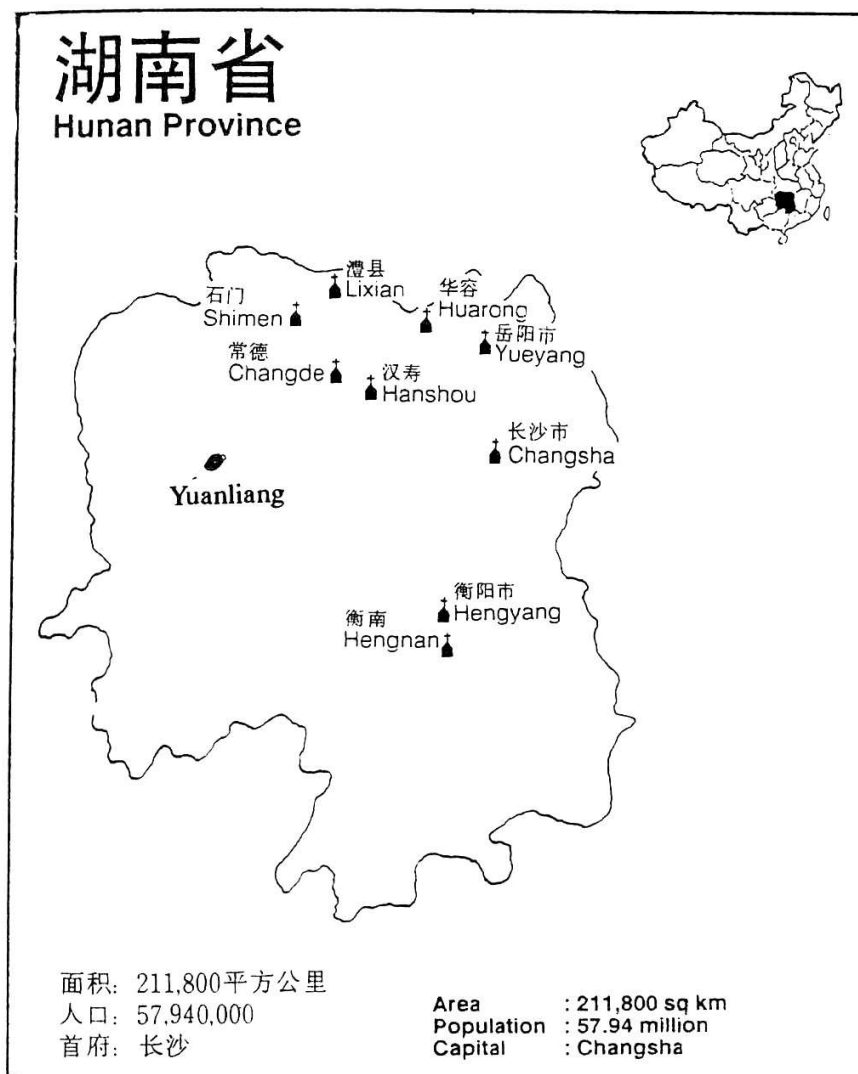 湖南省
Hunan Province
澧县
Lixian
石门
Shimen
华容
Huarong
岳阳市
Yueyang
常德
Changde
汉寿
Hanshou
长沙市
Changsha
Yuanliang
衡阳市
Hengyang
衡南
Hengnan
面积: 211,800平方公里
人口: 57,940,000
首府: 长沙
Area : 211,800 sq km
Population : 57.94 million
Capital : Changsha